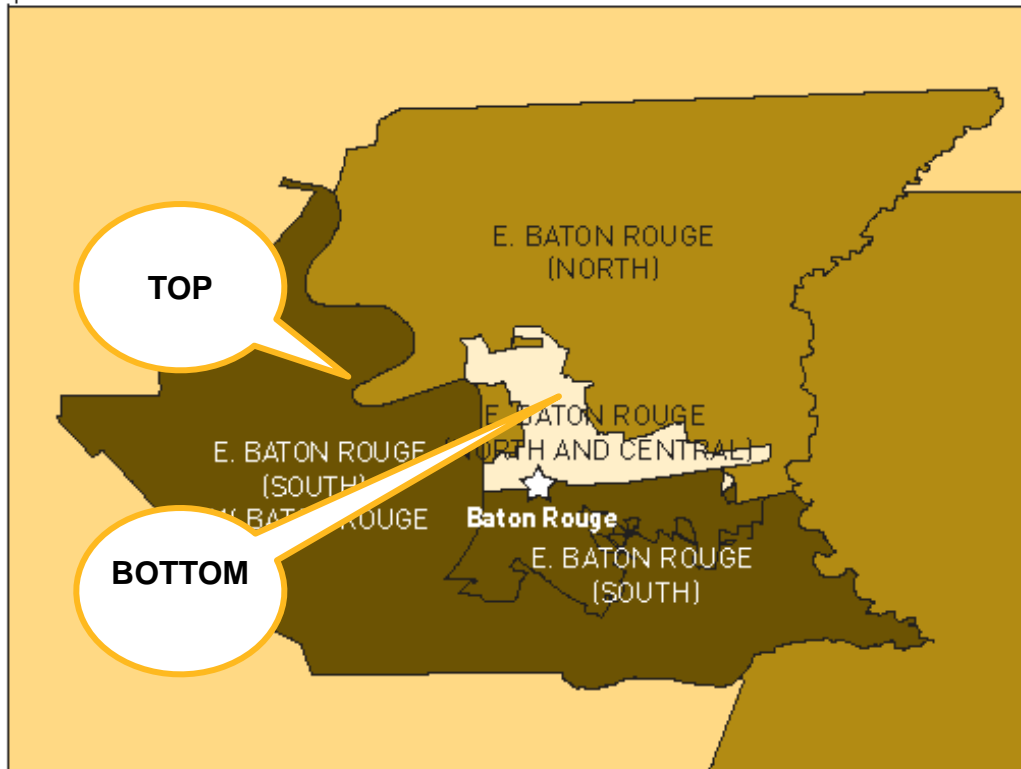 E. BATON ROUGE
(NORTH)
TOP
E. BATON ROUGE
(NORTH AND CENTRAL)
E. BATON ROUGE
(SOUTH)
W BATON ROUGE
Baton Rouge
E. BATON ROUGE
(SOUTH)
BOTTOM